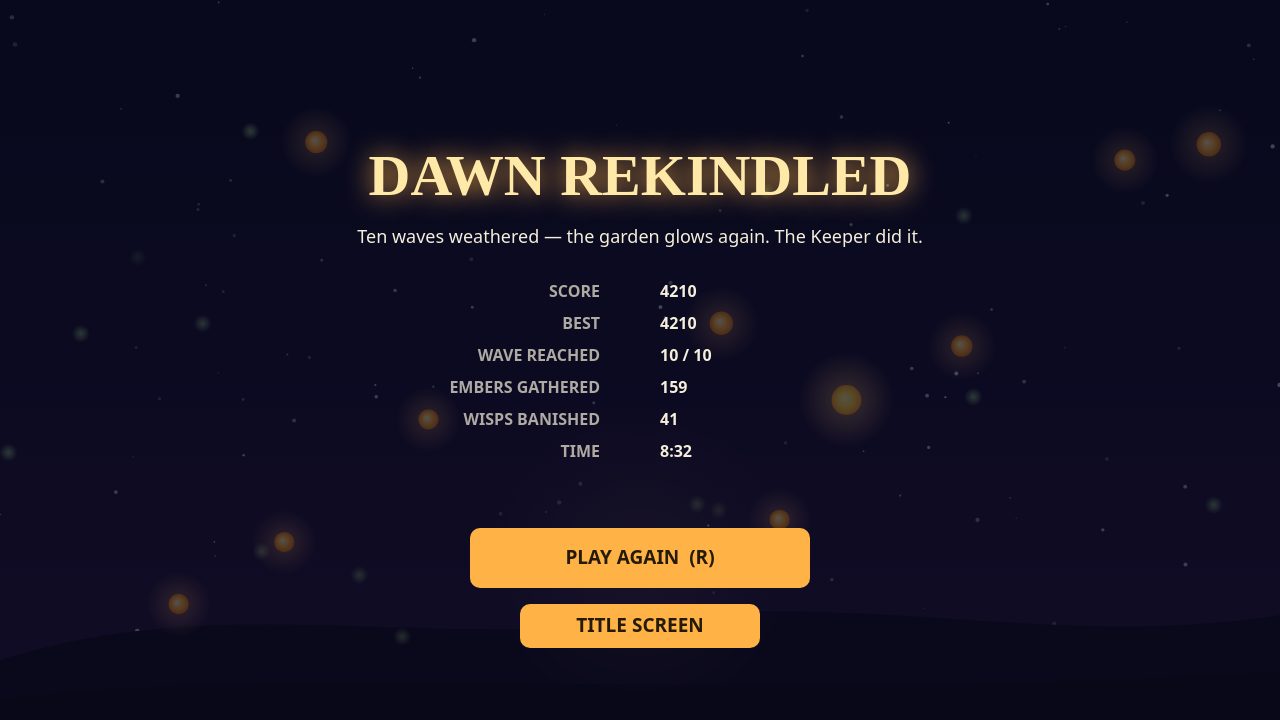 DAWN REKINDLED
Ten waves weathered — the garden glows again. The Keeper did it.
SCORE 4210
BEST 4210
WAVE REACHED 10 / 10
EMBERS GATHERED 159
WISPS BANISHED 41
TIME 8:32
PLAY AGAIN (R)
TITLE SCREEN